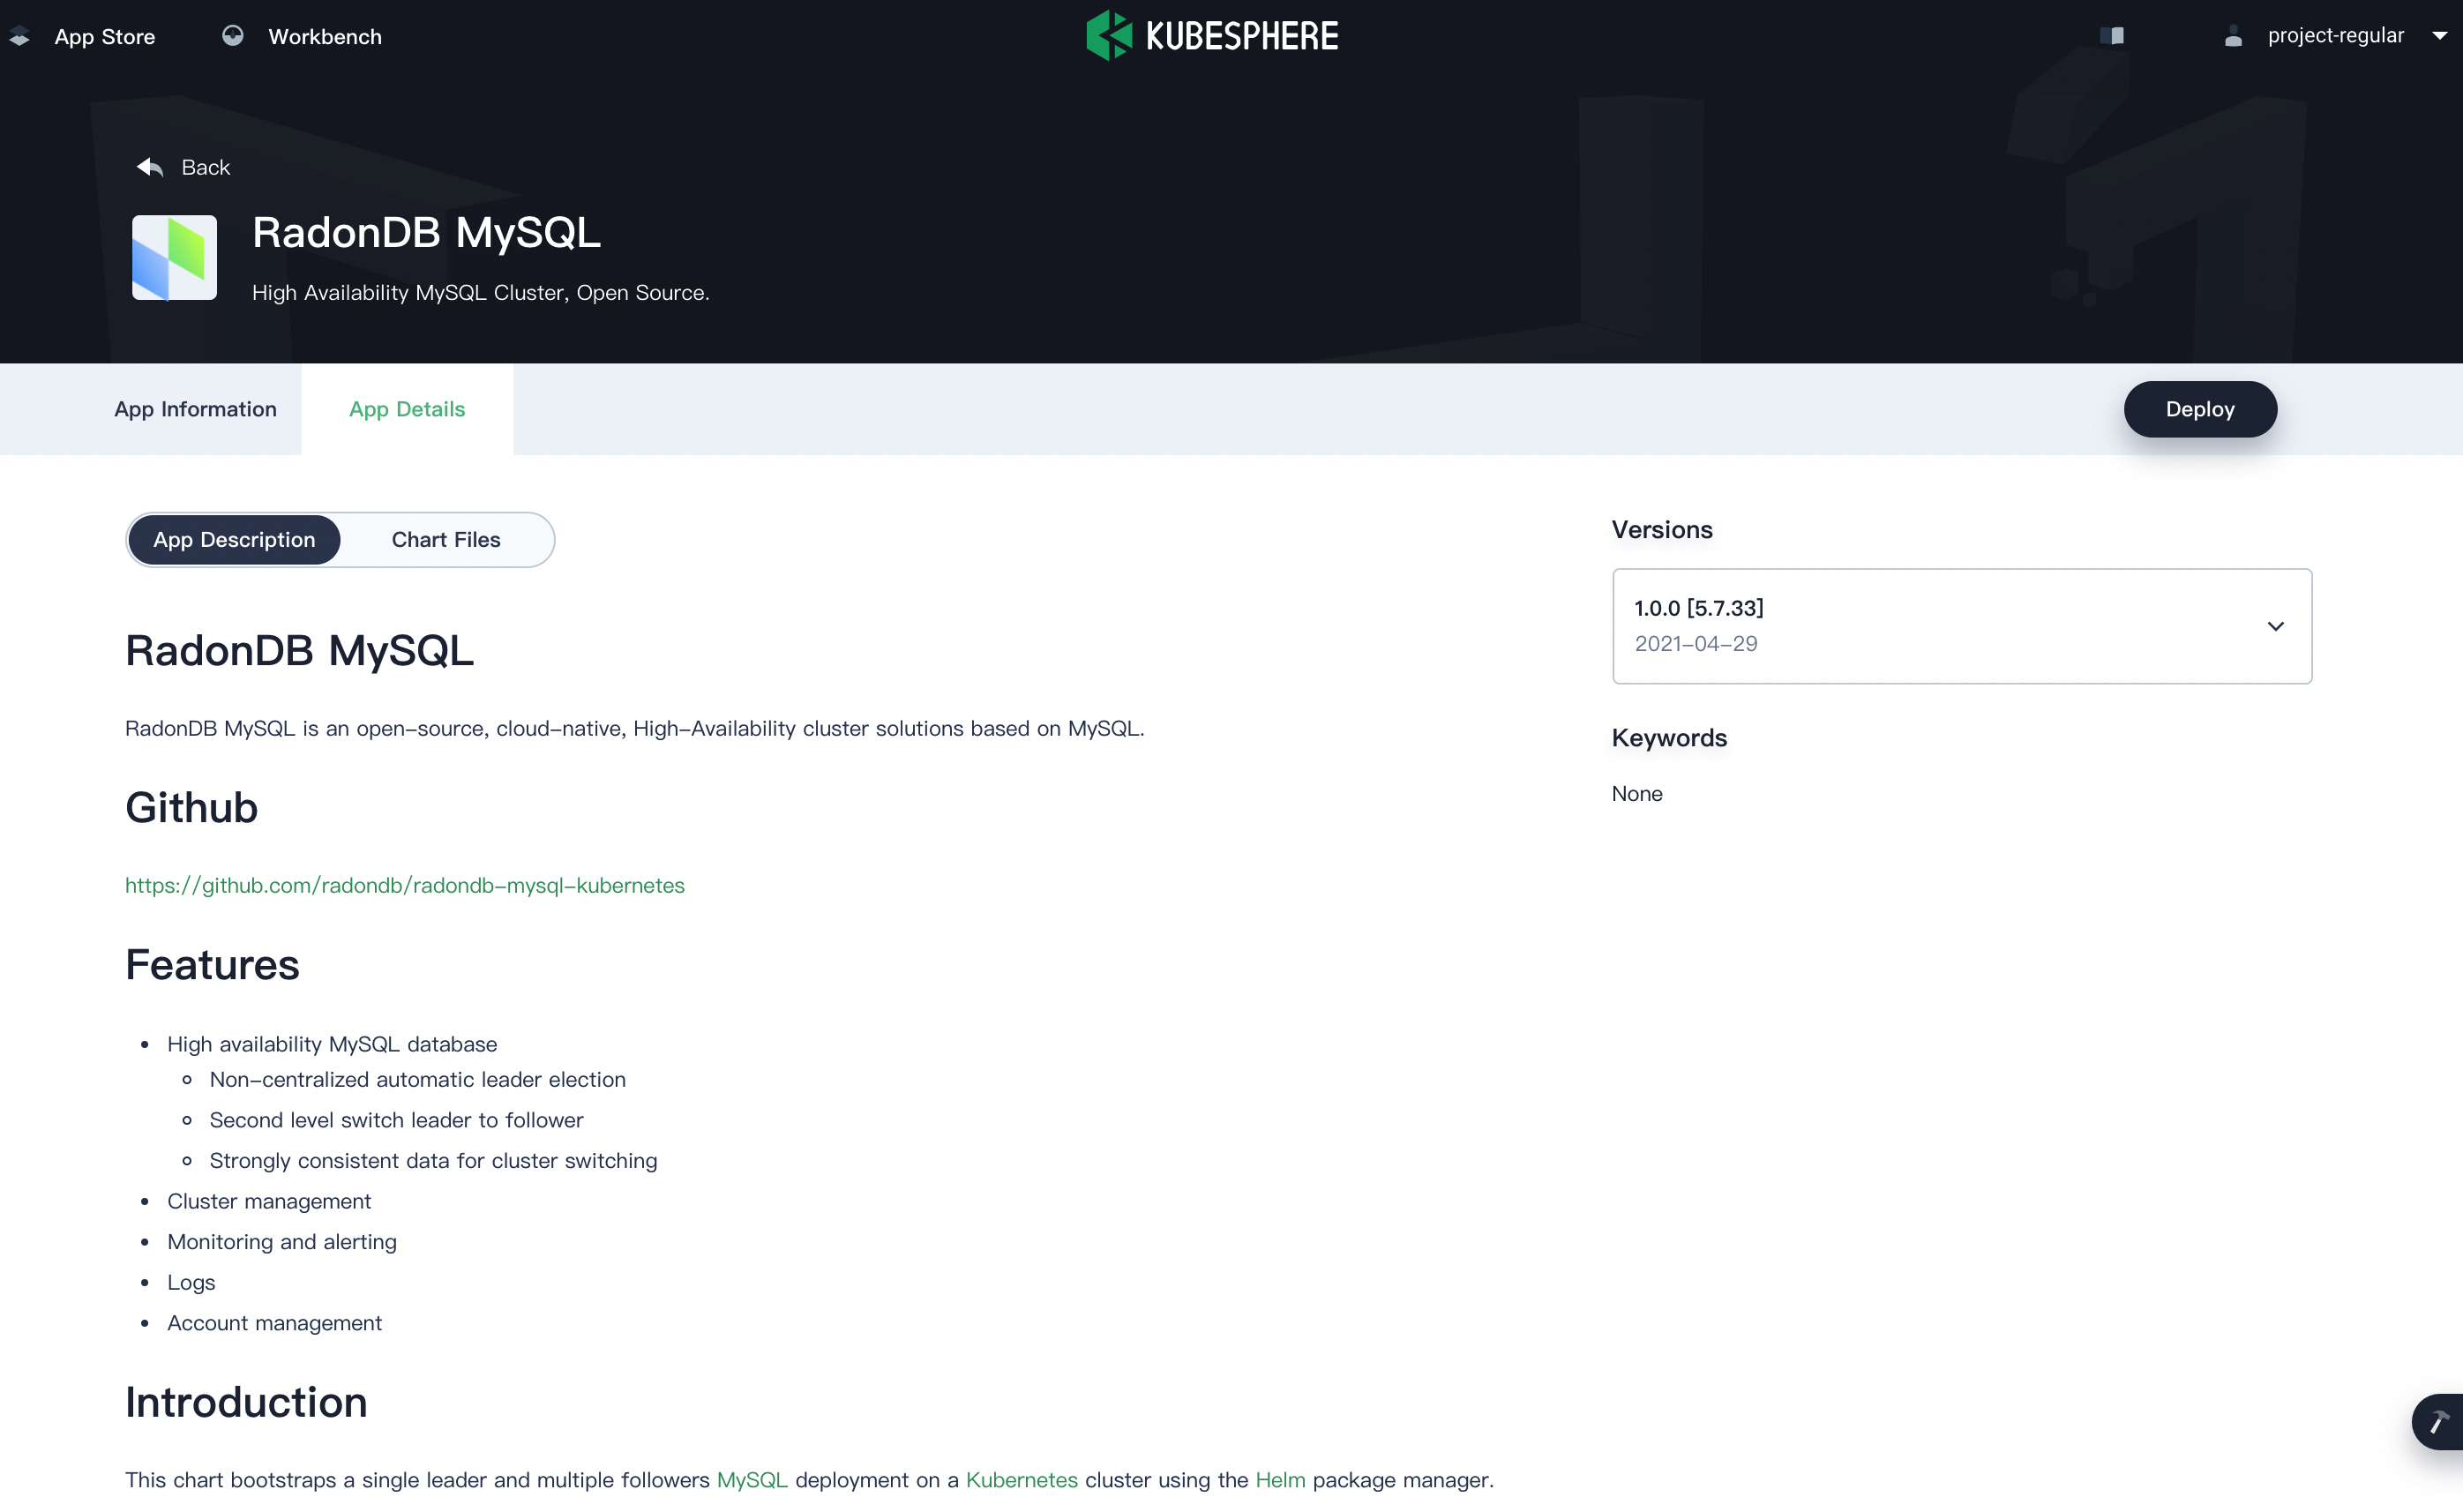 App Store
Workbench
KUBESPHERE
project-regular
Back
RadonDB MySQL
High Availability MySQL Cluster, Open Source.
App Information
App Details
Deploy
App Description
Chart Files
RadonDB MySQL
RadonDB MySQL is an open-source, cloud-native, High-Availability cluster solutions based on MySQL.
Github
https://github.com/radondb/radondb-mysql-kubernetes
Features
High availability MySQL database
Non-centralized automatic leader election
Second level switch leader to follower
Strongly consistent data for cluster switching
Cluster management
Monitoring and alerting
Logs
Account management
Introduction
This chart bootstraps a single leader and multiple followers MySQL deployment on a Kubernetes cluster using the Helm package manager.
Versions
1.0.0 [5.7.33]
2021-04-29
Keywords
None